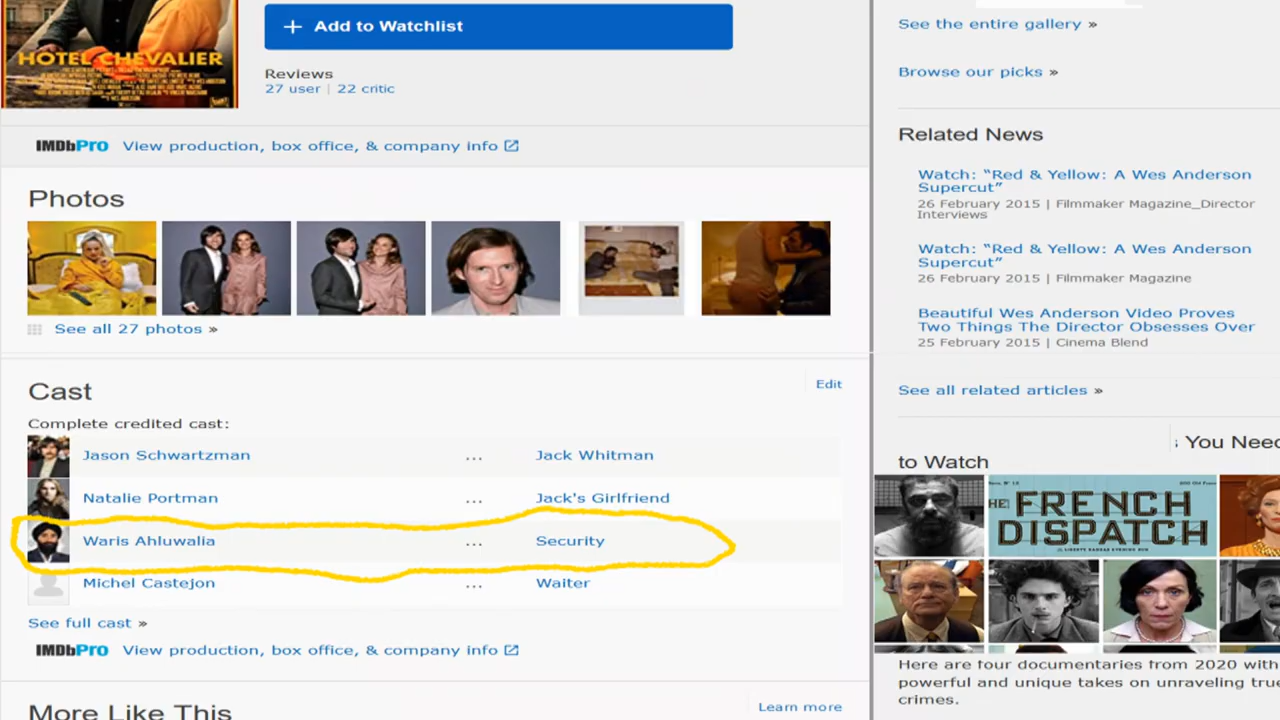 HOTEL CHEVALIER
Add to Watchlist
Reviews
27 user | 22 critic
IMDbPro View production, box office, & company info
Photos
See all 27 photos »
Cast
Edit
Complete credited cast:
Jason Schwartzman ... Jack Whitman
Natalie Portman ... Jack's Girlfriend
Waris Ahluwalia ... Security
Michel Castejon ... Waiter
See full cast »
IMDbPro View production, box office, & company info
More Like This
Learn more
See the entire gallery »
Browse our picks »
Related News
Watch: “Red & Yellow: A Wes Anderson
Supercut”
26 February 2015 | Filmmaker Magazine_Director
Interviews
Watch: “Red & Yellow: A Wes Anderson
Supercut”
26 February 2015 | Filmmaker Magazine
Beautiful Wes Anderson Video Proves
Two Things The Director Obsesses Over
25 February 2015 | Cinema Blend
See all related articles »
You Need
to Watch
THE FRENCH
DISPATCH
Here are four documentaries from 2020 with
powerful and unique takes on unraveling true
crimes.